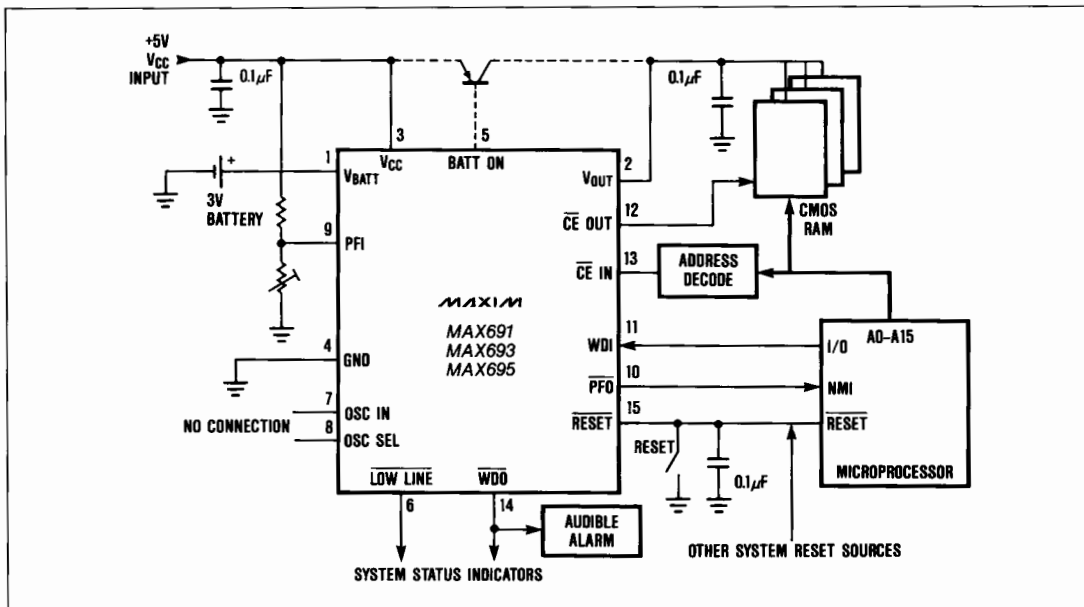 +5V
VCC
INPUT
0.1μF
0.1μF
3
5
1
VCC
BATT ON
2
VBATT
VOUT
+
3V
BATTERY
12
CE OUT
CMOS
RAM
9
PFI
13
CE IN
ADDRESS
DECODE
MAXIM
MAX691
MAX693
MAX695
11
WDI
I/O
A0-A15
4
GND
10
PFO
NMI
7
OSC IN
15
RESET
RESET
NO CONNECTION
8
OSC SEL
RESET
MICROPROCESSOR
LOW LINE
WDO
0.1μF
6
14
AUDIBLE
ALARM
OTHER SYSTEM RESET SOURCES
SYSTEM STATUS INDICATORS